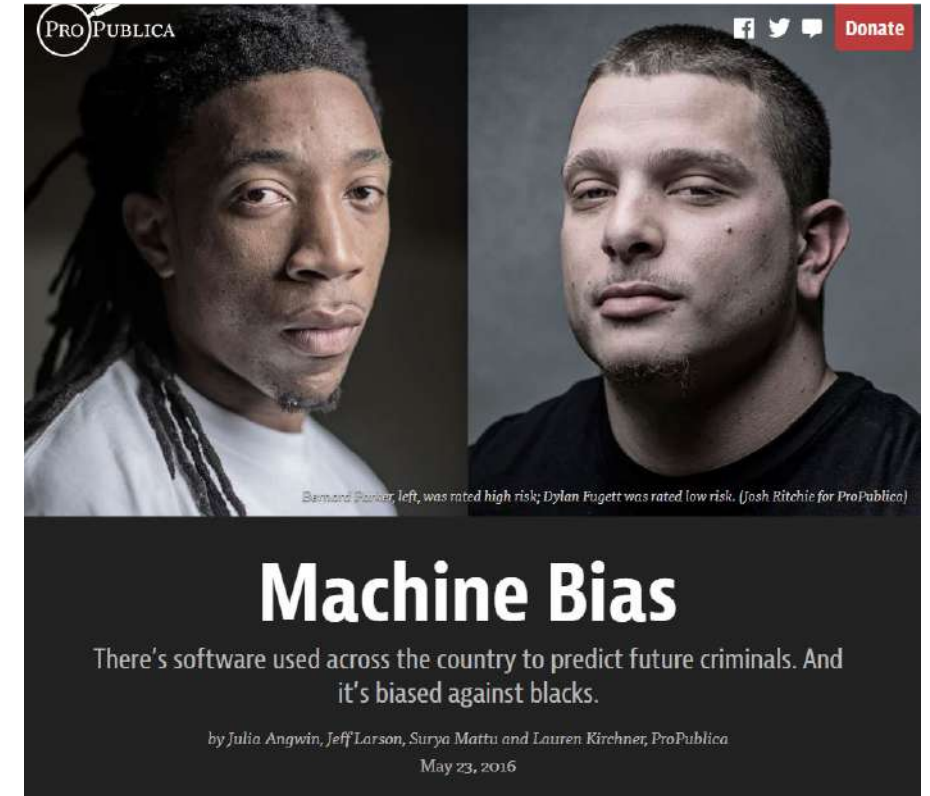 PROPUBLICA
Donate
Bernard Parker, left, was rated high risk; Dylan Fugett was rated low risk. (Josh Ritchie for ProPublica)
Machine Bias
There's software used across the country to predict future criminals. And
it's biased against blacks.
by Julia Angwin, Jeff Larson, Surya Mattu and Lauren Kirchner, ProPublica
May 23, 2016